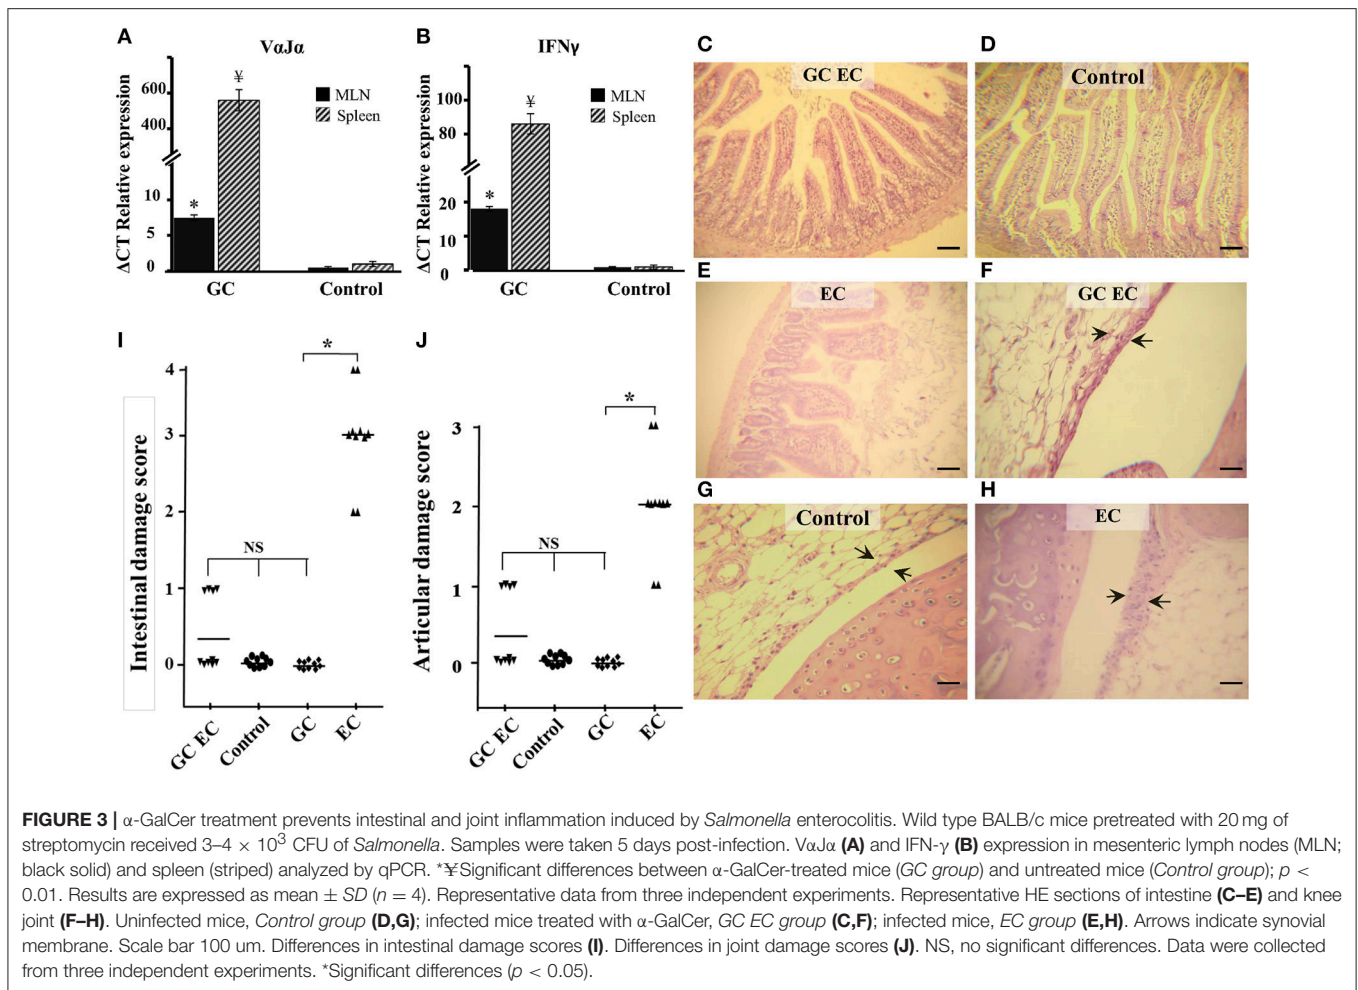 A
VαJα
ΔCT Relative expression
600
400
10
5
0
¥
*
MLN
Spleen
GC
Control
B
IFNγ
ΔCT Relative expression
100
80
20
10
0
¥
*
MLN
Spleen
GC
Control
C
GC EC
D
Control
E
EC
F
GC EC
G
Control
H
EC
I
Intestinal damage score
4
3
2
1
0
NS
*
GC EC
Control
GC
EC
J
Articular damage score
3
2
1
0
NS
*
GC EC
Control
GC
EC
FIGURE 3 | α-GalCer treatment prevents intestinal and joint inflammation induced by Salmonella enterocolitis. Wild type BALB/c mice pretreated with 20 mg of
streptomycin received 3–4 × 10³ CFU of Salmonella. Samples were taken 5 days post-infection. VαJα (A) and IFN-γ (B) expression in mesenteric lymph nodes (MLN;
black solid) and spleen (striped) analyzed by qPCR. *¥Significant differences between α-GalCer-treated mice (GC group) and untreated mice (Control group); p <
0.01. Results are expressed as mean ± SD (n = 4). Representative data from three independent experiments. Representative HE sections of intestine (C–E) and knee
joint (F–H). Uninfected mice, Control group (D,G); infected mice treated with α-GalCer, GC EC group (C,F); infected mice, EC group (E,H). Arrows indicate synovial
membrane. Scale bar 100 um. Differences in intestinal damage scores (I). Differences in joint damage scores (J). NS, no significant differences. Data were collected
from three independent experiments. *Significant differences (p < 0.05).